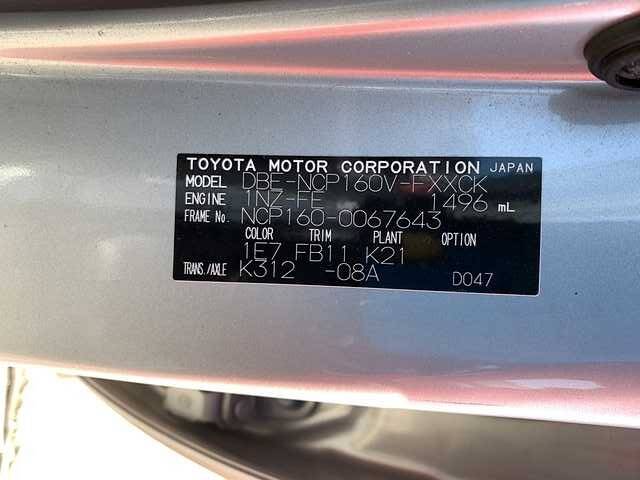 TOYOTA MOTOR CORPORATION JAPAN
MODEL DBE-NCP160V-FXXCK
ENGINE 1NZ-FE 1496 mL
FRAME No. NCP160-0067643
COLOR TRIM PLANT OPTION
1E7 FB11 K21
TRANS./AXLE K312 -08A D047